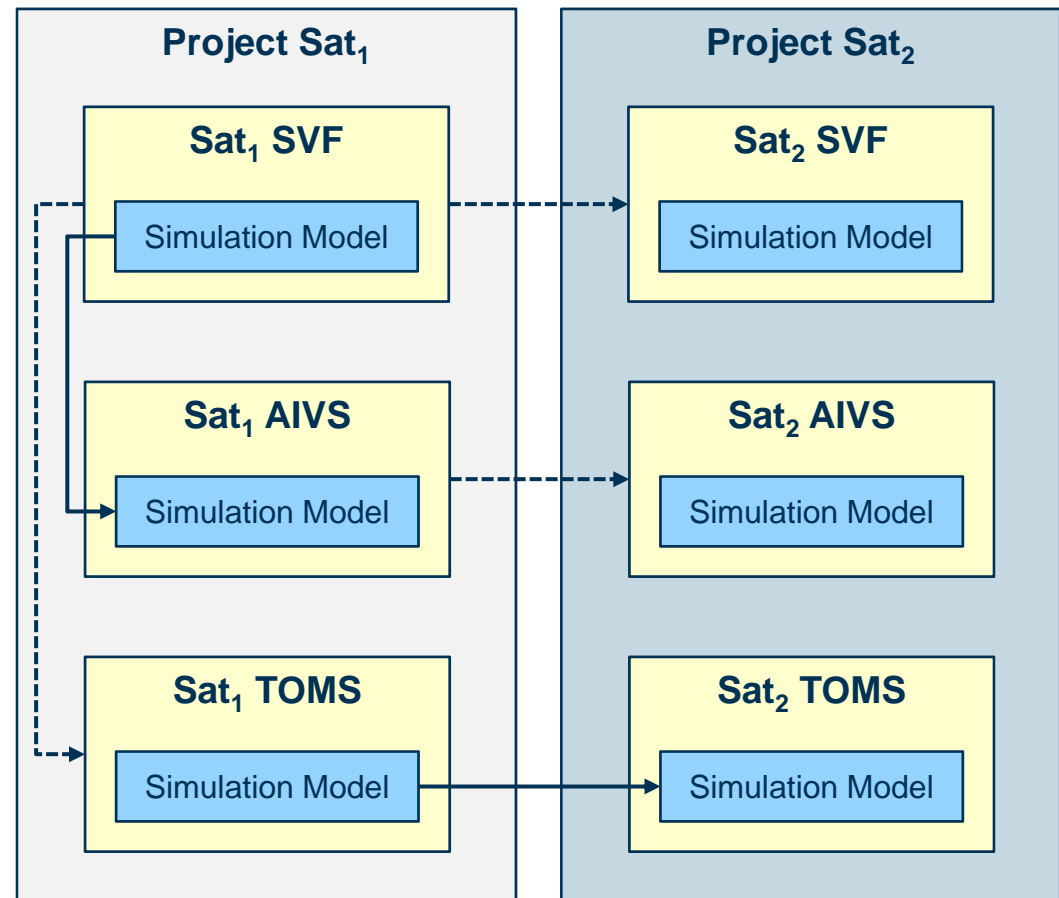 Project Sat₁
Sat₁ SVF
Simulation Model
Sat₁ AIVS
Simulation Model
Sat₁ TOMS
Simulation Model
Project Sat₂
Sat₂ SVF
Simulation Model
Sat₂ AIVS
Simulation Model
Sat₂ TOMS
Simulation Model